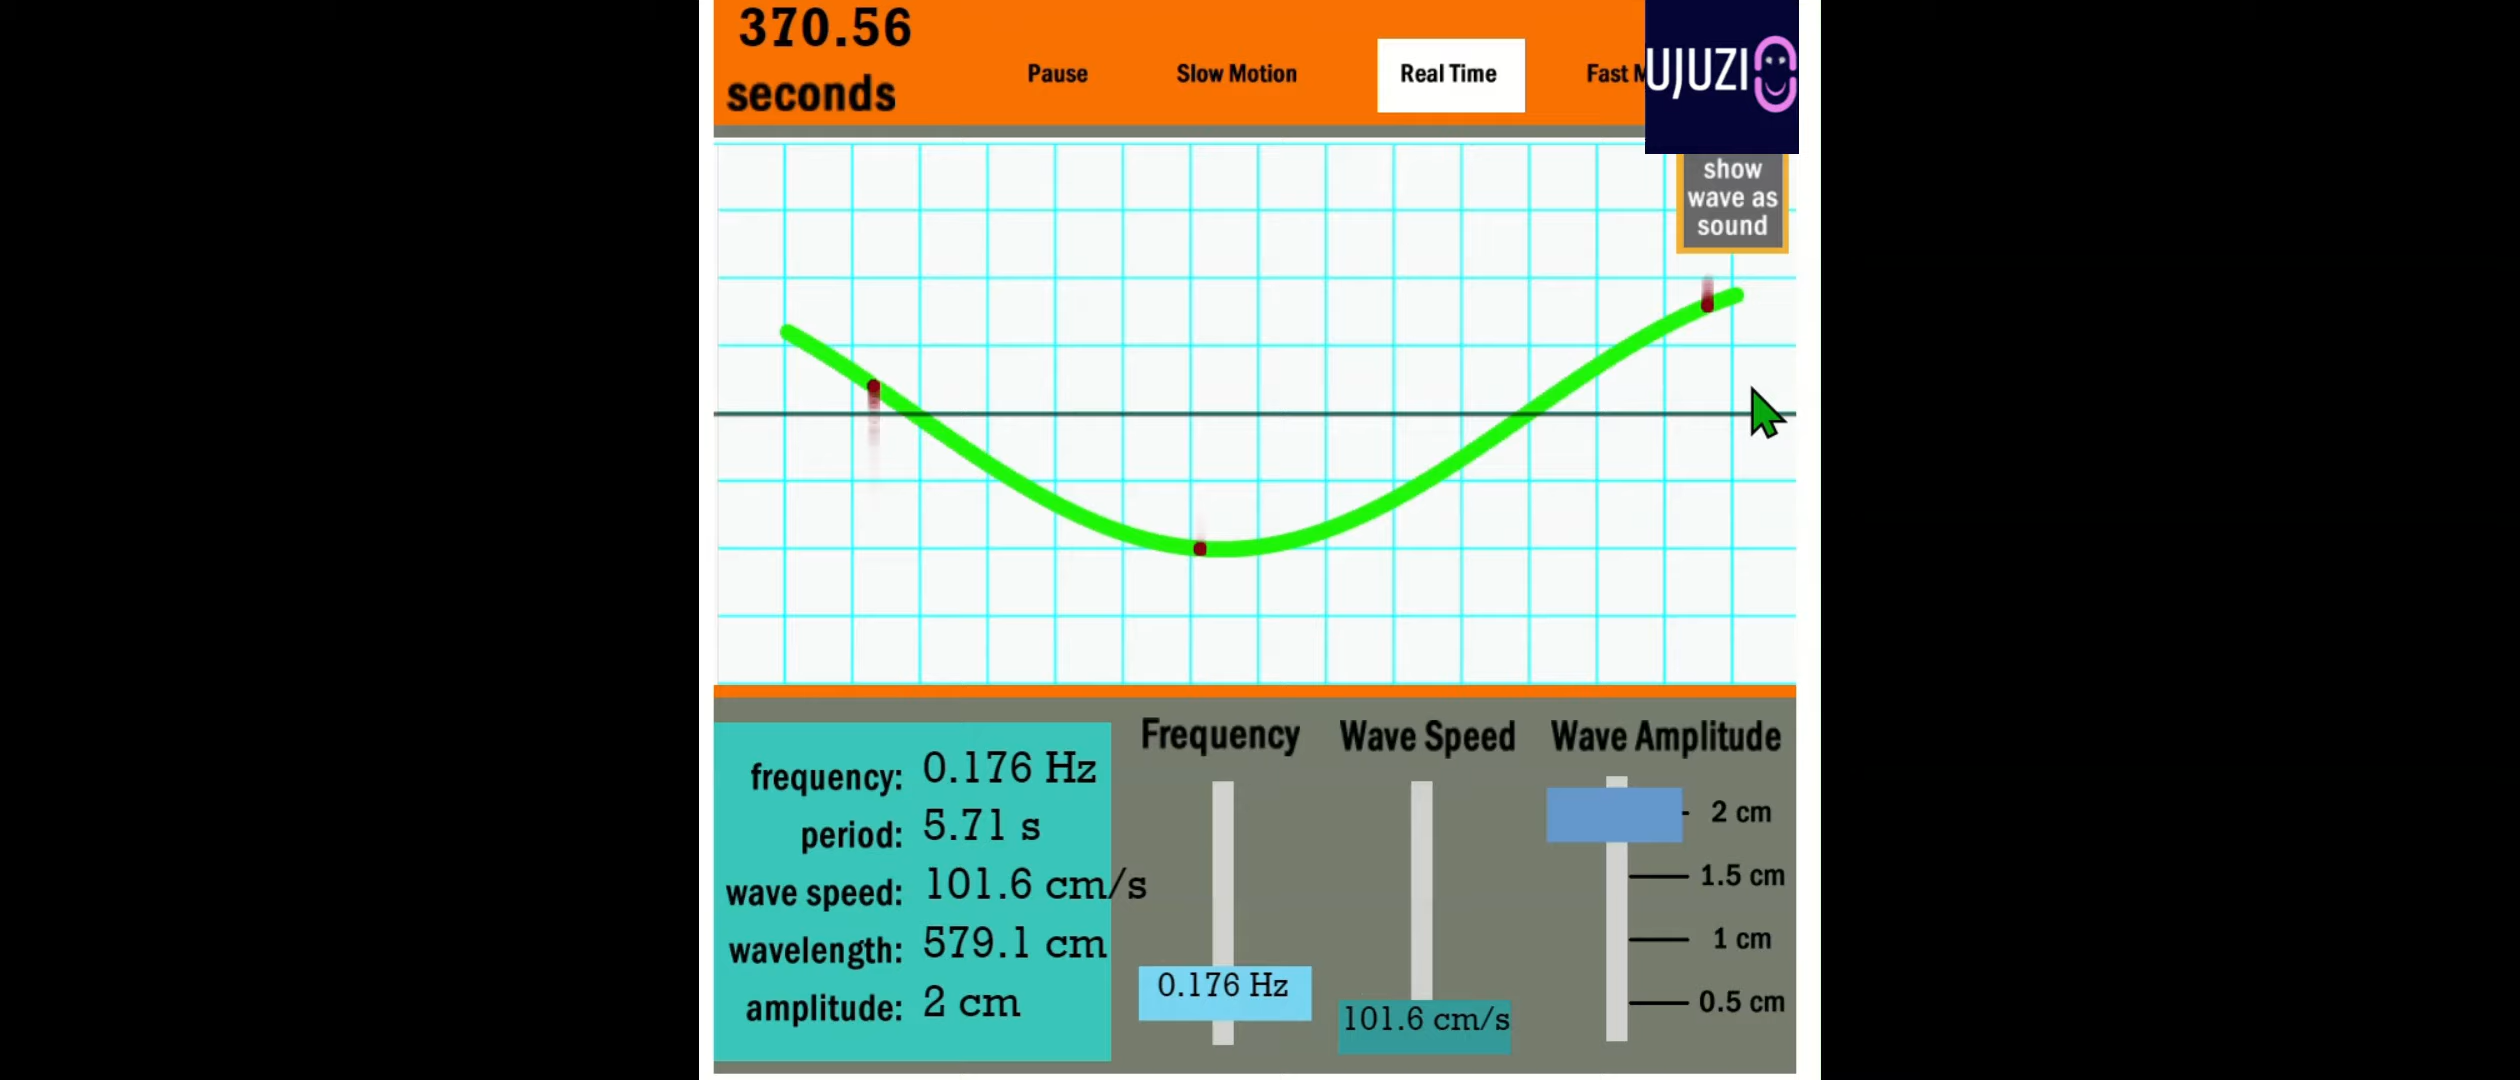 370.56
seconds
Pause
Slow Motion
Real Time
Fast M
UJUZI
show
wave as
sound
frequency: 0.176 Hz
period: 5.71 s
wave speed: 101.6 cm/s
wavelength: 579.1 cm
amplitude: 2 cm
Frequency
0.176 Hz
Wave Speed
101.6 cm/s
Wave Amplitude
2 cm
1.5 cm
1 cm
0.5 cm